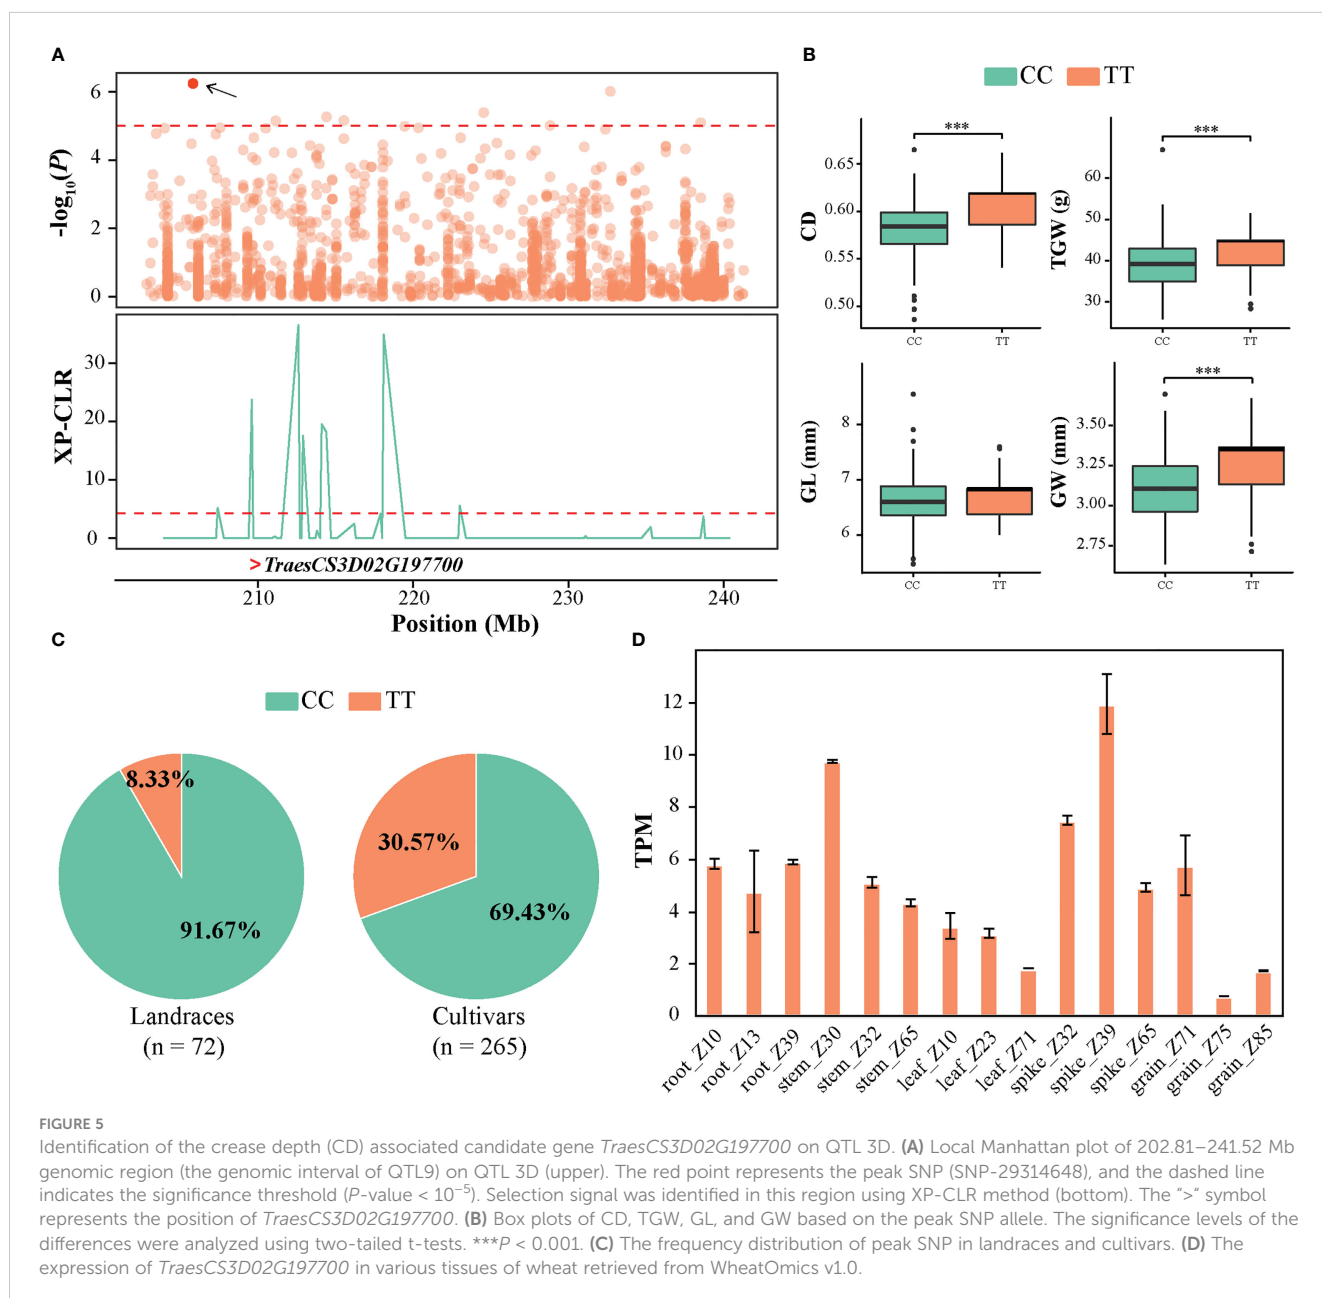 A
6
4
2
0
-log10(P)
30
20
10
0
XP-CLR
> TraesCS3D02G197700
210 220 230 240
Position (Mb)
B
CC TT
***
0.65
0.60
0.55
0.50
CD
CC TT
***
60
50
40
30
TGW (g)
CC TT
8
7
6
GL (mm)
CC TT
***
3.50
3.25
3.00
2.75
GW (mm)
CC TT
C
CC TT
8.33%
91.67%
Landraces
(n = 72)
30.57%
69.43%
Cultivars
(n = 265)
D
12
10
8
6
4
2
0
TPM
root_Z10
root_Z13
root_Z39
stem_Z30
stem_Z32
stem_Z65
leaf_Z10
leaf_Z23
leaf_Z71
spike_Z32
spike_Z39
spike_Z65
grain_Z71
grain_Z75
grain_Z85
FIGURE 5
Identification of the crease depth (CD) associated candidate gene TraesCS3D02G197700 on QTL 3D. (A) Local Manhattan plot of 202.81–241.52 Mb
genomic region (the genomic interval of QTL9) on QTL 3D (upper). The red point represents the peak SNP (SNP-29314648), and the dashed line
indicates the significance threshold (P-value < 10−5). Selection signal was identified in this region using XP-CLR method (bottom). The ">" symbol
represents the position of TraesCS3D02G197700. (B) Box plots of CD, TGW, GL, and GW based on the peak SNP allele. The significance levels of the
differences were analyzed using two-tailed t-tests. ***P < 0.001. (C) The frequency distribution of peak SNP in landraces and cultivars. (D) The
expression of TraesCS3D02G197700 in various tissues of wheat retrieved from WheatOmics v1.0.